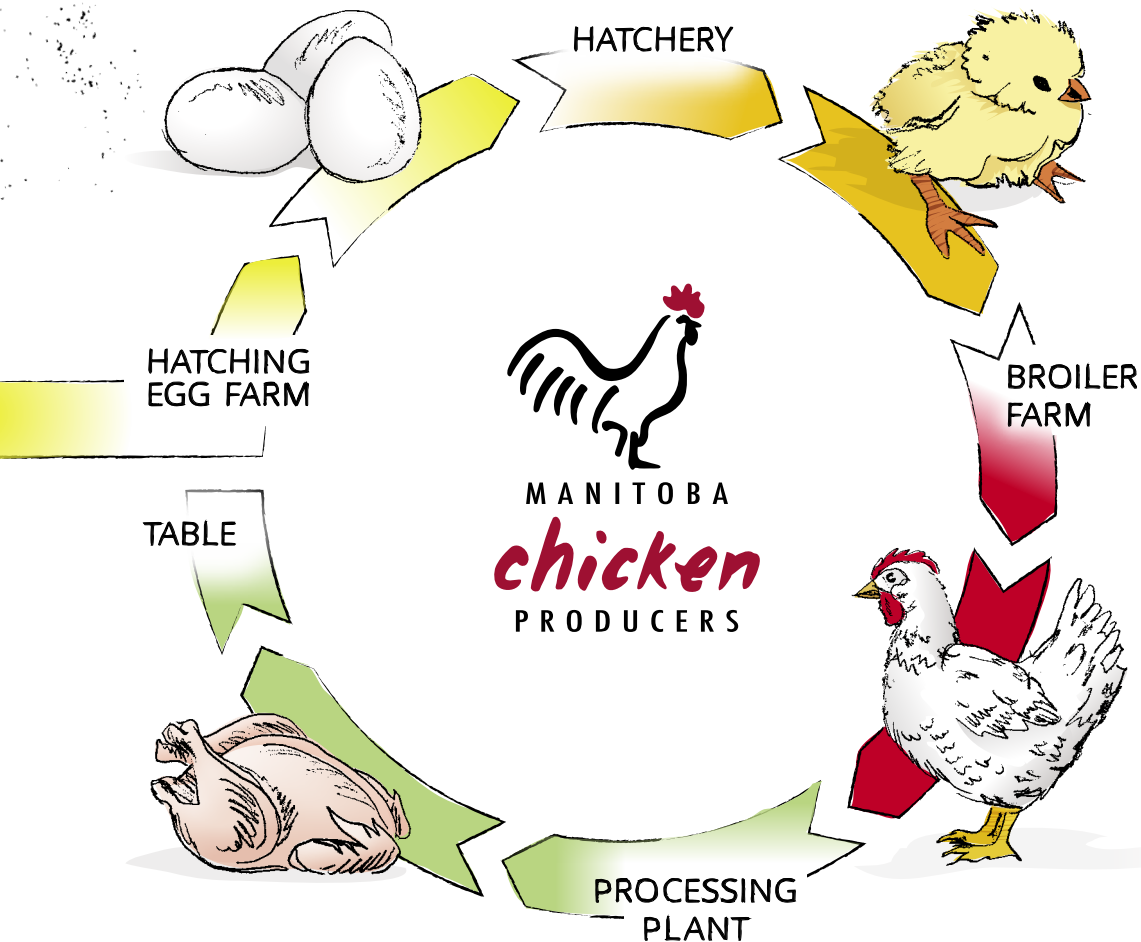 HATCHERY
HATCHING
EGG FARM
BROILER
FARM
MANITOBA
chicken
PRODUCERS
TABLE
PROCESSING
PLANT